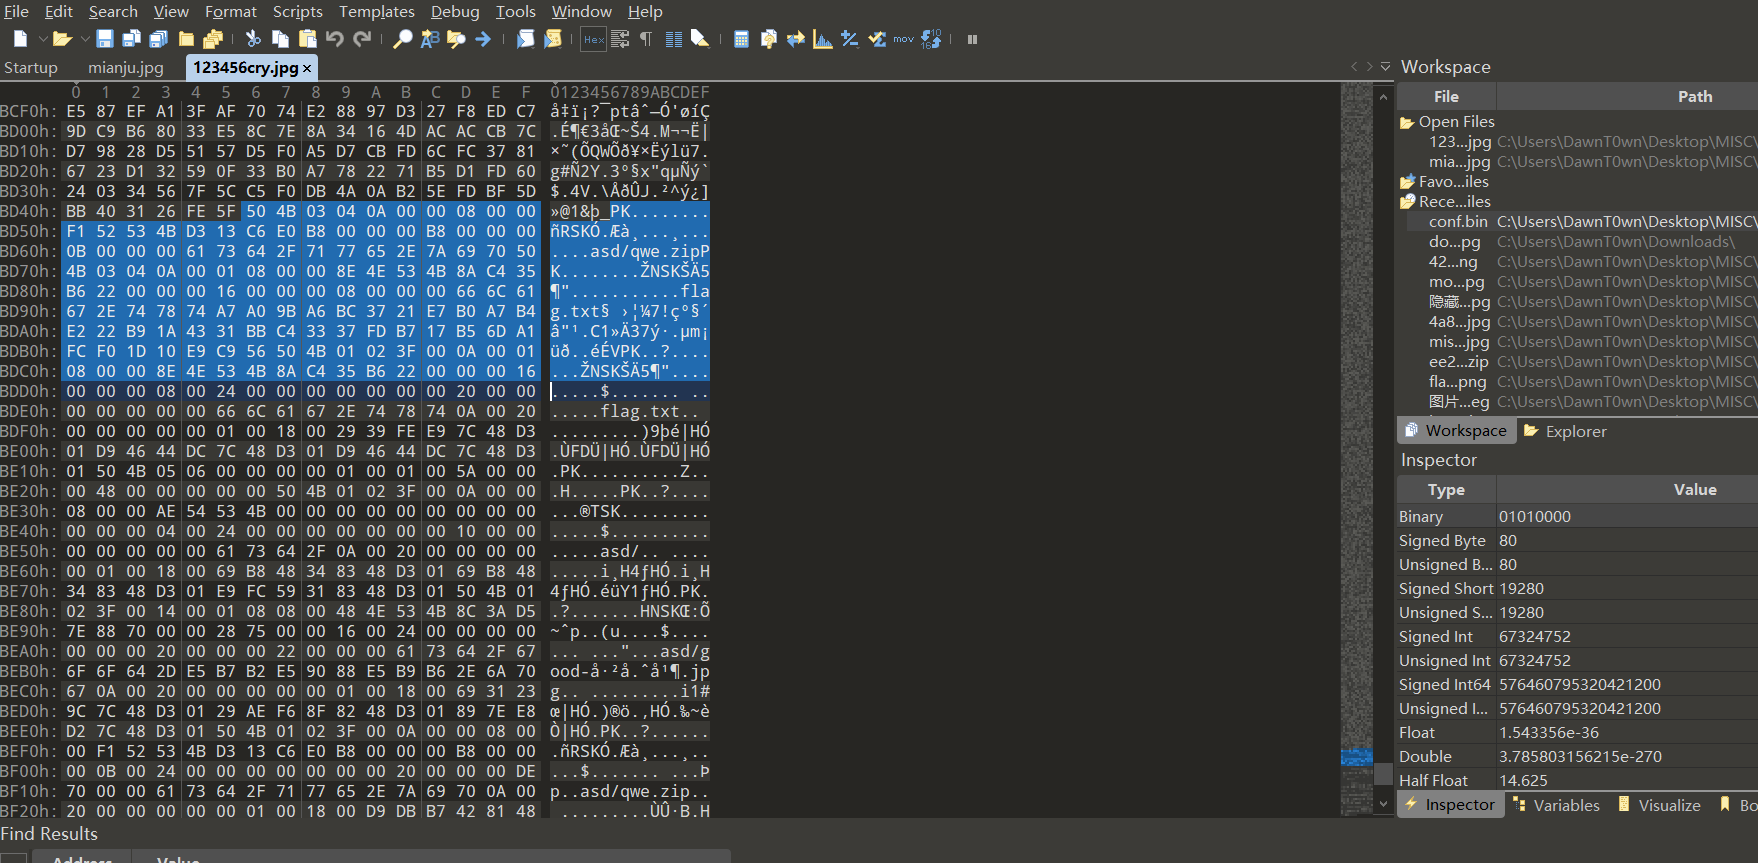 File Edit Search View Format Scripts Templates Debug Tools Window Help
Startup mianju.jpg 123456cry.jpg ×
0 1 2 3 4 5 6 7 8 9 A B C D E F 0123456789ABCDEF
BCF0h: E5 87 EF A1 3F AF 70 74 E2 88 97 D3 27 F8 ED C7 å‡ï¡?¯ptâˆ—Ó'øíÇ
BD00h: 9D C9 B6 80 33 E5 8C 7E 8A 34 16 4D AC AC CB 7C .É¶€3åŒ~Š4.M¬¬Ë|
BD10h: D7 98 28 D5 51 57 D5 F0 A5 D7 CB FD 6C FC 37 81 ×˜(ÕQWÕð¥×Ëýlü7.
BD20h: 67 23 D1 32 59 0F 33 B0 A7 78 22 71 B5 D1 FD 60 g#Ñ2Y.3°§x"qµÑý`
BD30h: 24 03 34 56 7F 5C C5 F0 DB 4A 0A B2 5E FD BF 5D $.4V.\ÅðÛJ.²^ý¿]
BD40h: BB 40 31 26 FE 5F 50 4B 03 04 0A 00 00 08 00 00 »@1&þ_PK........
BD50h: F1 52 53 4B D3 13 C6 E0 B8 00 00 00 B8 00 00 00 ñRSKÓ.Æà¸...¸...
BD60h: 0B 00 00 00 61 73 64 2F 71 77 65 2E 7A 69 70 50 ....asd/qwe.zipP
BD70h: 4B 03 04 0A 00 01 08 00 00 8E 4E 53 4B 8A C4 35 K........ŽNSKŠÄ5
BD80h: B6 22 00 00 00 16 00 00 00 08 00 00 00 66 6C 61 ¶"...........fla
BD90h: 67 2E 74 78 74 A7 A0 9B A6 BC 37 21 E7 B0 A7 B4 g.txt§ ›¦¼7!ç°§´
BDA0h: E2 22 B9 1A 43 31 BB C4 33 37 FD B7 17 B5 6D A1 â"¹.C1»Ä37ý·.µm¡
BDB0h: FC F0 1D 10 E9 C9 56 50 4B 01 02 3F 00 0A 00 01 üð..éÉVPK..?....
BDC0h: 08 00 00 8E 4E 53 4B 8A C4 35 B6 22 00 00 00 16 ...ŽNSKŠÄ5¶"....
BDD0h: 00 00 00 08 00 24 00 00 00 00 00 00 00 20 00 00 .....$....... ..
BDE0h: 00 00 00 00 00 66 6C 61 67 2E 74 78 74 0A 00 20 .....flag.txt..
BDF0h: 00 00 00 00 00 01 00 18 00 29 39 FE E9 7C 48 D3 .........)9þé|HÓ
BE00h: 01 D9 46 44 DC 7C 48 D3 01 D9 46 44 DC 7C 48 D3 .ÙFDÜ|HÓ.ÙFDÜ|HÓ
BE10h: 01 50 4B 05 06 00 00 00 00 01 00 01 00 5A 00 00 .PK..........Z..
BE20h: 00 48 00 00 00 00 00 50 4B 01 02 3F 00 0A 00 00 .H.....PK..?....
BE30h: 08 00 00 AE 54 53 4B 00 00 00 00 00 00 00 00 00 ...®TSK.........
BE40h: 00 00 00 04 00 24 00 00 00 00 00 00 00 10 00 00 .....$..........
BE50h: 00 00 00 00 00 61 73 64 2F 0A 00 20 00 00 00 00 .....asd/.. ....
BE60h: 00 01 00 18 00 69 B8 48 34 83 48 D3 01 69 B8 48 .....i¸H4ƒHÓ.i¸H
BE70h: 34 83 48 D3 01 E9 FC 59 31 83 48 D3 01 50 4B 01 4ƒHÓ.éüY1ƒHÓ.PK.
BE80h: 02 3F 00 14 00 01 08 08 00 48 4E 53 4B 8C 3A D5 .?.......HNSKŒ:Õ
BE90h: 7E 88 70 00 00 28 75 00 00 16 00 24 00 00 00 00 ~ˆp..(u....$....
BEA0h: 00 00 00 20 00 00 00 22 00 00 00 61 73 64 2F 67 ... ..."...asd/g
BEB0h: 6F 6F 64 2D E5 B7 B2 E5 90 88 E5 B9 B6 2E 6A 70 ood-å·²å.ˆå¹¶.jp
BEC0h: 67 0A 00 20 00 00 00 00 00 01 00 18 00 69 31 23 g.. .........i1#
BED0h: 9C 7C 48 D3 01 29 AE F6 8F 82 48 D3 01 89 7E E8 œ|HÓ.)®ö.‚HÓ.‰~è
BEE0h: D2 7C 48 D3 01 50 4B 01 02 3F 00 0A 00 00 08 00 Ò|HÓ.PK..?......
BEF0h: 00 F1 52 53 4B D3 13 C6 E0 B8 00 00 00 B8 00 00 .ñRSKÓ.Æà¸...¸..
BF00h: 00 0B 00 24 00 00 00 00 00 00 00 20 00 00 00 DE ...$....... ...Þ
BF10h: 70 00 00 61 73 64 2F 71 77 65 2E 7A 69 70 0A 00 p..asd/qwe.zip..
BF20h: 20 00 00 00 00 00 01 00 18 00 D9 DB B7 42 81 48 .........ÙÛ·B.H
Find Results
Address Value
Workspace
File Path
Open Files
123...jpg C:\Users\DawnT0wn\Desktop\MISC\
mia...jpg C:\Users\DawnT0wn\Desktop\MISC\
Favo...iles
Rece...iles
conf.bin C:\Users\DawnT0wn\Desktop\MISC\
do...pg C:\Users\DawnT0wn\Downloads\
42...ng C:\Users\DawnT0wn\Desktop\MISC\
mo...pg C:\Users\DawnT0wn\Desktop\MISC\
隐藏...pg C:\Users\DawnT0wn\Desktop\MISC\
4a8...jpg C:\Users\DawnT0wn\Desktop\MISC\
mis...jpg C:\Users\DawnT0wn\Desktop\MISC\
ee2...zip C:\Users\DawnT0wn\Desktop\MISC\
fla...png C:\Users\DawnT0wn\Desktop\MISC\
图片...eg C:\Users\DawnT0wn\Desktop\MISC\
Workspace Explorer
Inspector
Type Value
Binary 01010000
Signed Byte 80
Unsigned B... 80
Signed Short 19280
Unsigned S... 19280
Signed Int 67324752
Unsigned Int 67324752
Signed Int64 576460795320421200
Unsigned I... 576460795320421200
Float 1.543356e-36
Double 3.785803156215e-270
Half Float 14.625
Inspector Variables Visualize Bo